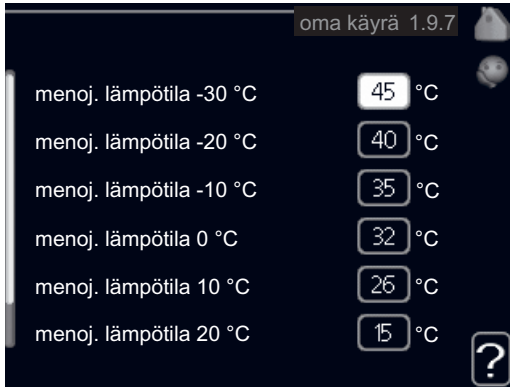 oma käyrä 1.9.7
menoj. lämpötila -30 °C 45 °C
menoj. lämpötila -20 °C 40 °C
menoj. lämpötila -10 °C 35 °C
menoj. lämpötila 0 °C 32 °C
menoj. lämpötila 10 °C 26 °C
menoj. lämpötila 20 °C 15 °C
?